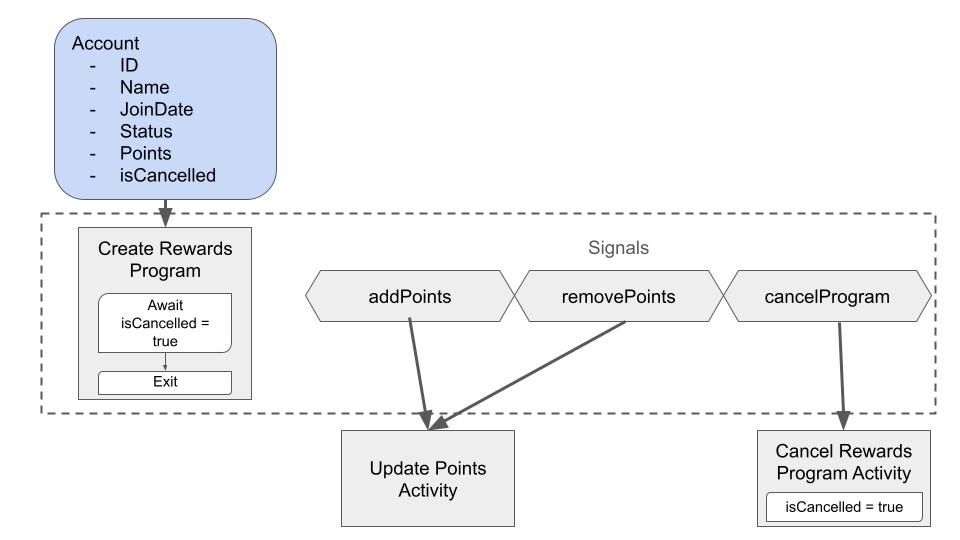 Account
- ID
- Name
- JoinDate
- Status
- Points
- isCancelled
Create Rewards
Program
Await
isCancelled =
true
Exit
Signals
addPoints
removePoints
cancelProgram
Update Points
Activity
Cancel Rewards
Program Activity
isCancelled = true